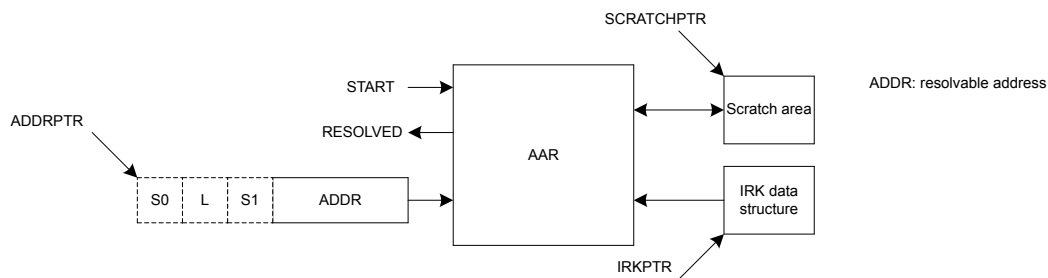 SCRATCHPTR
START
ADDR: resolvable address
Scratch area
ADDRPTR
RESOLVED
AAR
S0 L S1 ADDR
IRK data
structure
IRKPTR